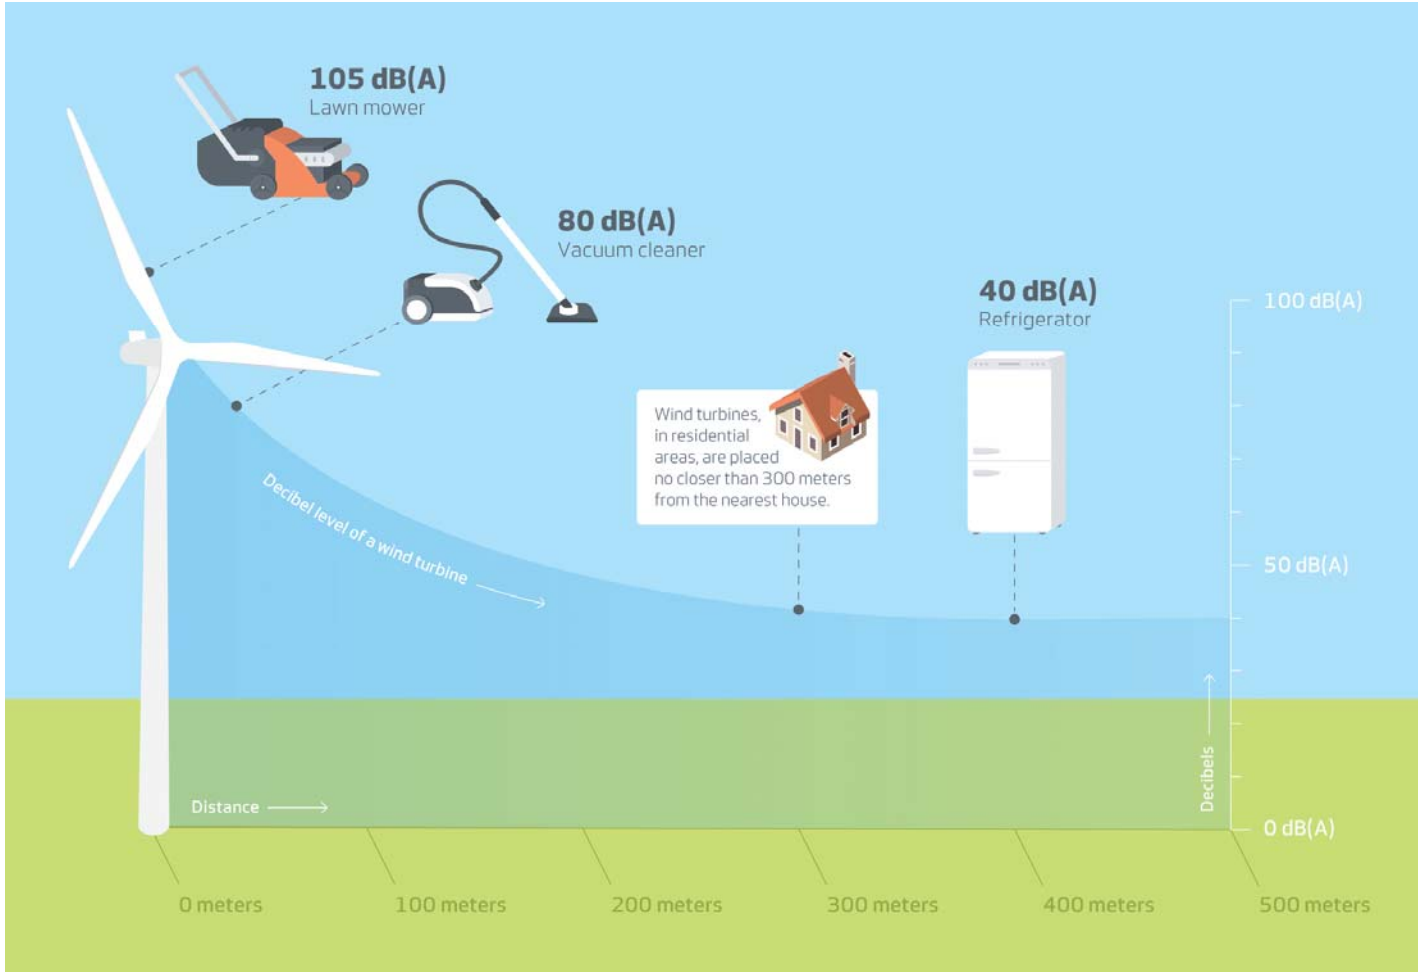 105 dB(A)
Lawn mower
80 dB(A)
Vacuum cleaner
40 dB(A)
Refrigerator
100 dB(A)
Wind turbines,
in residential
areas, are placed
no closer than 300 meters
from the nearest house.
Decibel level of a wind turbine
50 dB(A)
Decibels
Distance
0 dB(A)
0 meters
100 meters
200 meters
300 meters
400 meters
500 meters